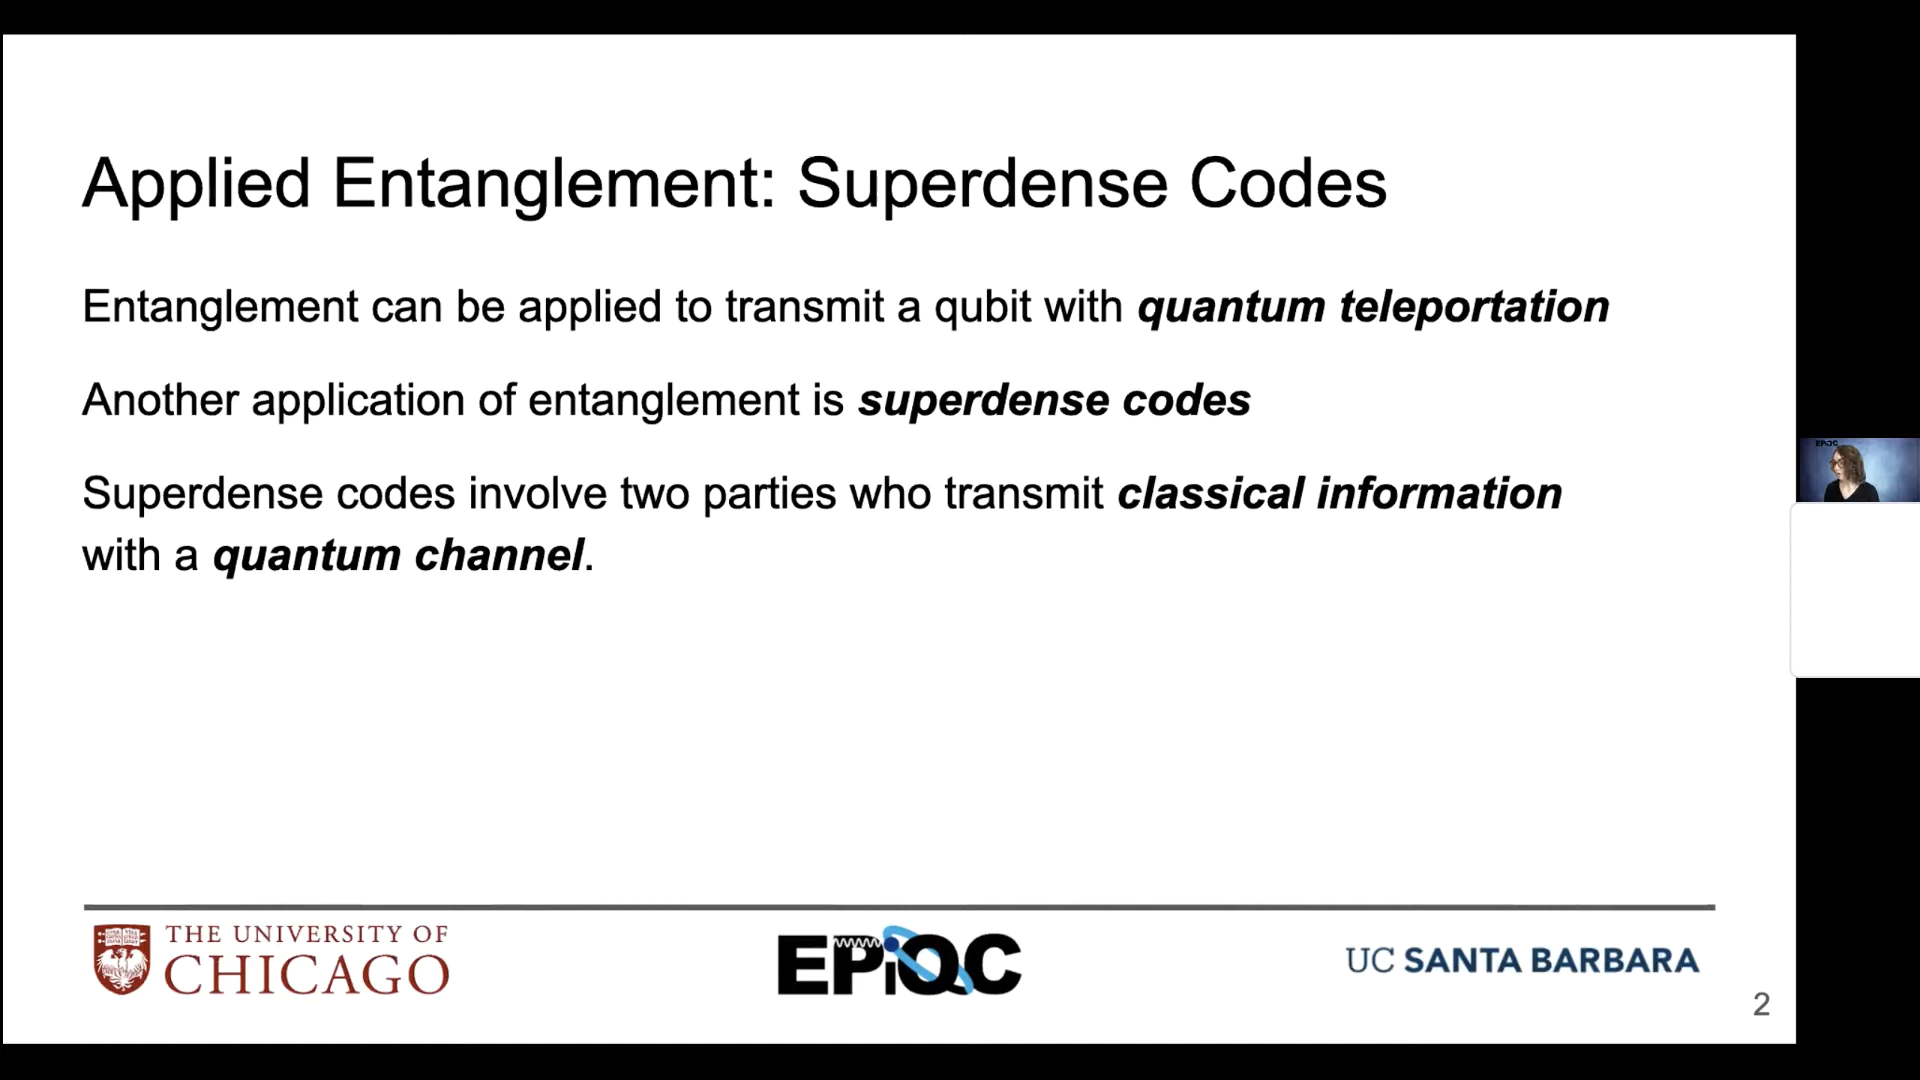 Applied Entanglement: Superdense Codes
Entanglement can be applied to transmit a qubit with quantum teleportation
Another application of entanglement is superdense codes
Superdense codes involve two parties who transmit classical information
with a quantum channel.
EPiQC
THE UNIVERSITY OF
CHICAGO
EPiQC
UC SANTA BARBARA
2